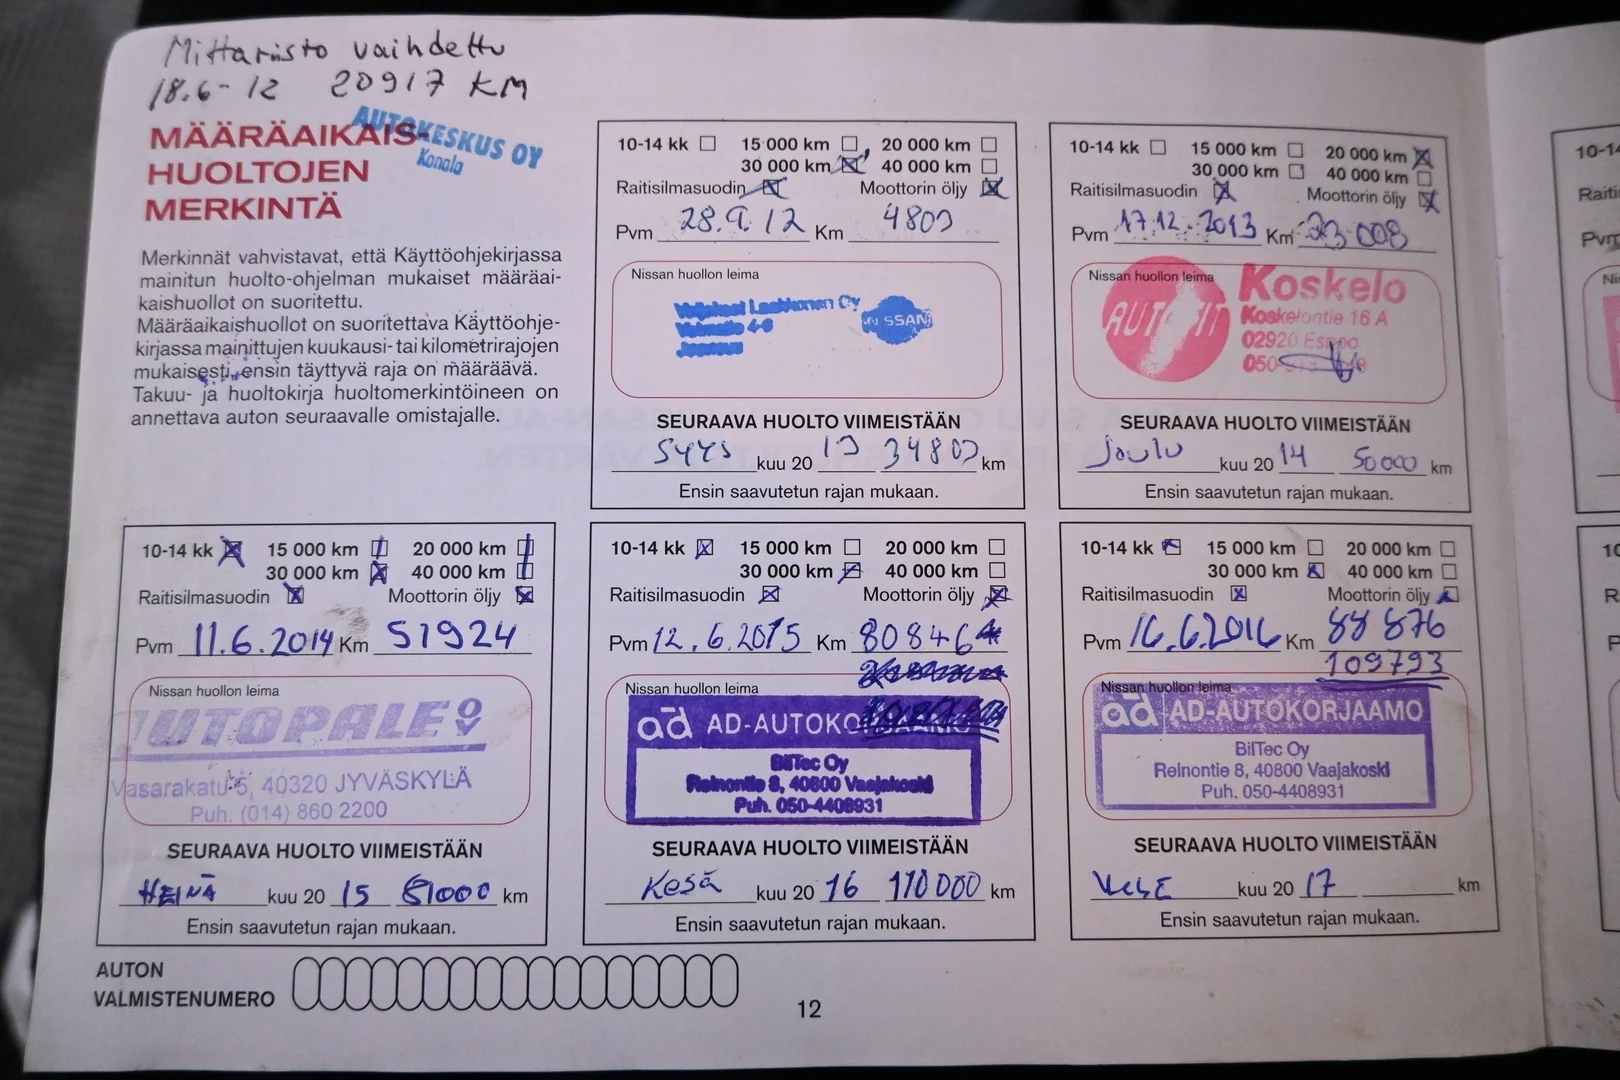 Mittaristo vaihdettu
18.6-12 20917 KM
AUTOKESKUS OY
Konala
MÄÄRÄAIKAIS-
HUOLTOJEN
MERKINTÄ
Merkinnät vahvistavat, että Käyttöohjekirjassa
mainitun huolto-ohjelman mukaiset määräai-
kaishuollot on suoritettu.
Määräaikaishuollot on suoritettava Käyttöohje-
kirjassa mainittujen kuukausi- tai kilometrirajojen
mukaisesti, ensin täyttyvä raja on määräävä.
Takuu- ja huoltokirja huoltomerkintöineen on
annettava auton seuraavalle omistajalle.
10-14 kk 15 000 km 20 000 km
30 000 km 40 000 km
Raitisilmasuodin Moottorin öljy
Pvm 28.9.12 Km 4803
Nissan huollon leima
Oy
NISSAN
SEURAAVA HUOLTO VIIMEISTÄÄN
SYYS kuu 20 13 34803 km
Ensin saavutetun rajan mukaan.
10-14 kk 15 000 km 20 000 km
30 000 km 40 000 km
Raitisilmasuodin Moottorin öljy
Pvm 17.12.2013 Km 23 008
Nissan huollon leima
Koskelo
Koskelontie 16 A
02920 Espoo
050-
SEURAAVA HUOLTO VIIMEISTÄÄN
Joulu kuu 20 14 50000 km
Ensin saavutetun rajan mukaan.
10-14 kk 15 000 km 20 000 km
30 000 km 40 000 km
Raitisilmasuodin Moottorin öljy
Pvm 11.6.2014 Km 51924
Nissan huollon leima
AUTOPALE OY
Vasarakatu 5, 40320 JYVÄSKYLÄ
Puh. (014) 860 2200
SEURAAVA HUOLTO VIIMEISTÄÄN
HEINÄ kuu 20 15 81000 km
Ensin saavutetun rajan mukaan.
10-14 kk 15 000 km 20 000 km
30 000 km 40 000 km
Raitisilmasuodin Moottorin öljy
Pvm 12.6.2015 Km 80846
Nissan huollon leima
ad AD-AUTOKORJAAMO
BilTec Oy
Reinontie 8, 40800 Vaajakoski
Puh. 050-4408931
SEURAAVA HUOLTO VIIMEISTÄÄN
Kesä kuu 20 16 110000 km
Ensin saavutetun rajan mukaan.
10-14 kk 15 000 km 20 000 km
30 000 km 40 000 km
Raitisilmasuodin Moottorin öljy
Pvm 16.6.2016 Km 88 876
109793
Nissan huollon leima
ad AD-AUTOKORJAAMO
BilTec Oy
Reinontie 8, 40800 Vaajakoski
Puh. 050-4408931
SEURAAVA HUOLTO VIIMEISTÄÄN
kuu 20 17 km
Ensin saavutetun rajan mukaan.
AUTON
VALMISTENUMERO
12